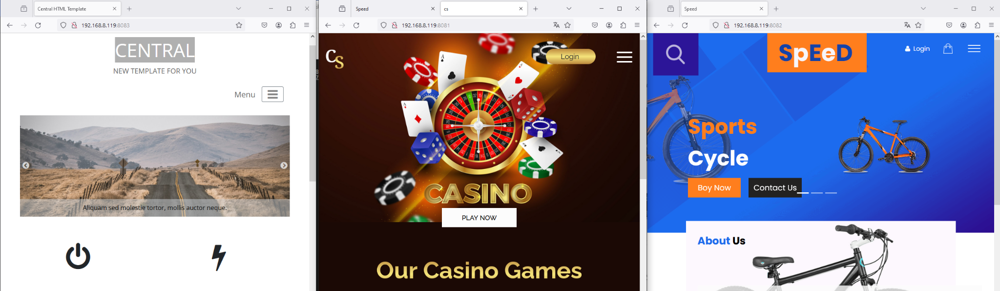 Central HTML Template
192.168.8.119:8083
CENTRAL
NEW TEMPLATE FOR YOU
Menu
Aliquam sed molestie tortor, mollis auctor neque.
Speed
cs
192.168.8.119:8081
CS
Login
CASINO
PLAY NOW
Our Casino Games
Speed
192.168.8.119:8082
SpEeD
Login
Sports
Cycle
Boy Now
Contact Us
About Us